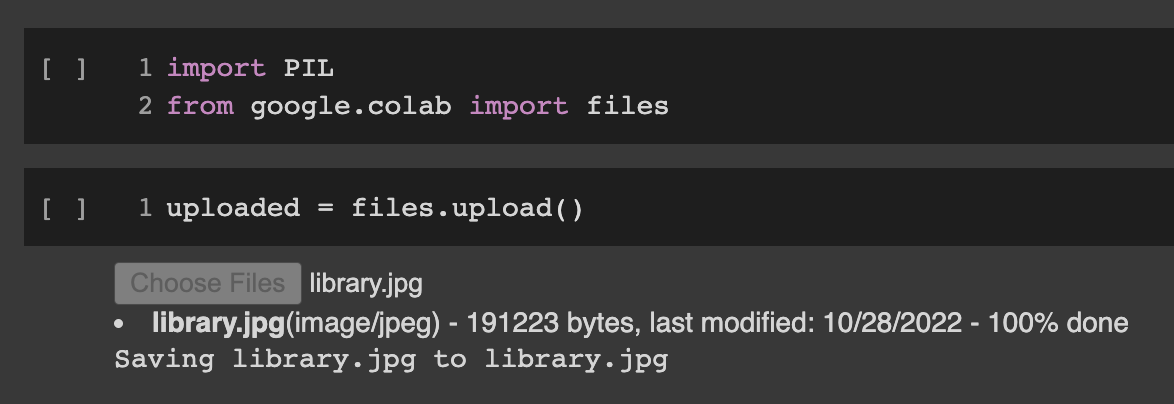 [ ] 1 import PIL
2 from google.colab import files
[ ] 1 uploaded = files.upload()
Choose Files library.jpg
• library.jpg(image/jpeg) - 191223 bytes, last modified: 10/28/2022 - 100% done
Saving library.jpg to library.jpg